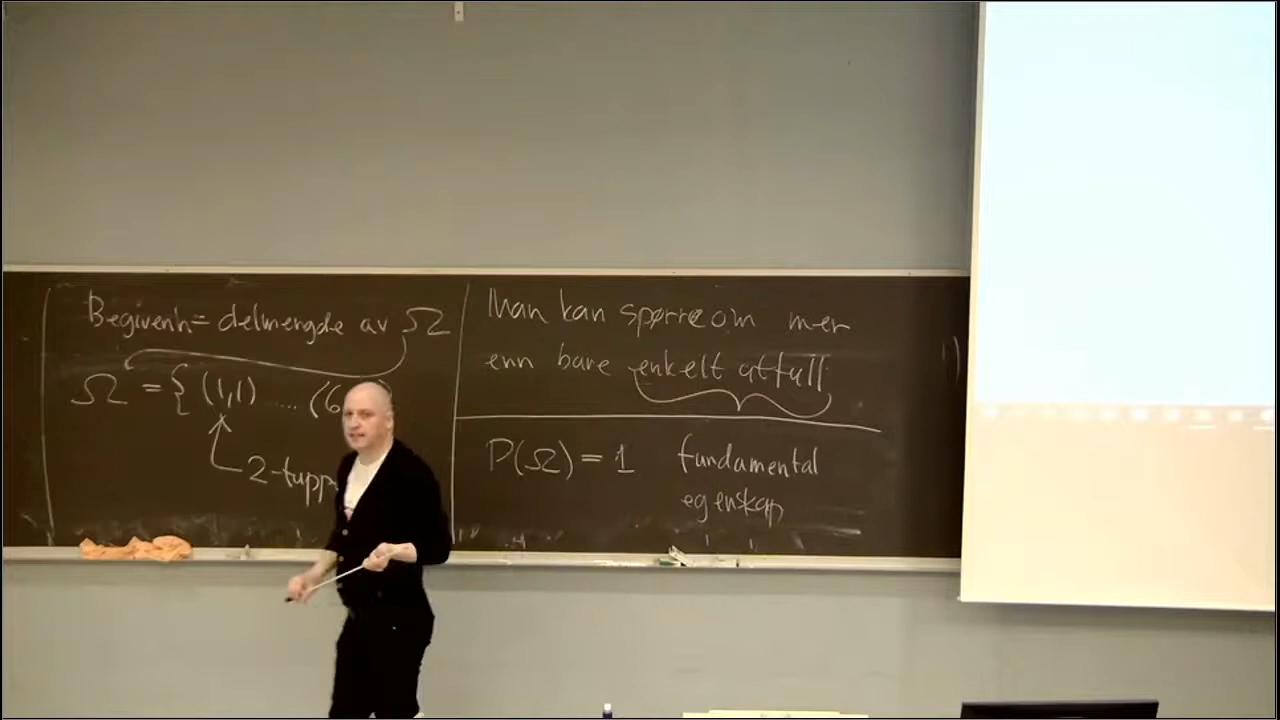 Begivenh = delmengde av Ω
Ω = { (1,1) .... (6
2-tupp
Man kan spørre om mer
enn bare enkelt utfall
P(Ω) = 1 fundamental
egenskap